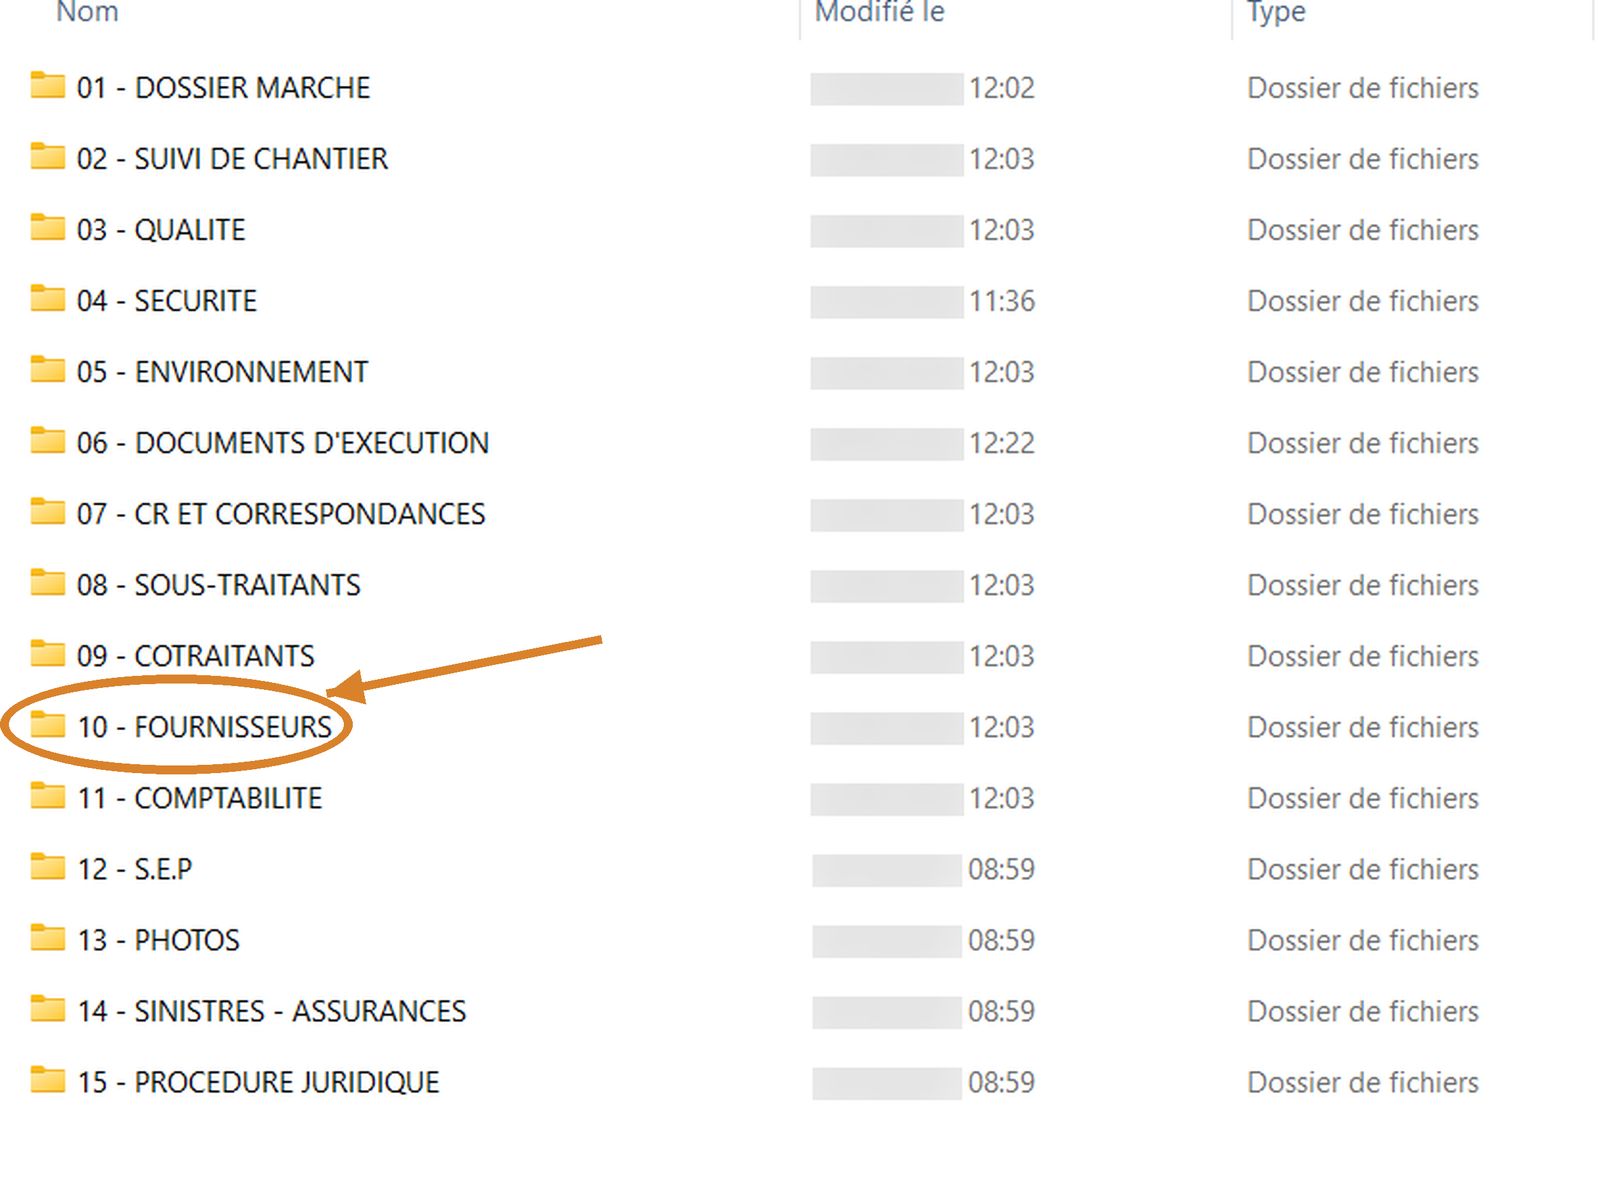 Nom Modifié le Type
01 - DOSSIER MARCHE 12:02 Dossier de fichiers
02 - SUIVI DE CHANTIER 12:03 Dossier de fichiers
03 - QUALITE 12:03 Dossier de fichiers
04 - SECURITE 11:36 Dossier de fichiers
05 - ENVIRONNEMENT 12:03 Dossier de fichiers
06 - DOCUMENTS D'EXECUTION 12:22 Dossier de fichiers
07 - CR ET CORRESPONDANCES 12:03 Dossier de fichiers
08 - SOUS-TRAITANTS 12:03 Dossier de fichiers
09 - COTRAITANTS 12:03 Dossier de fichiers
10 - FOURNISSEURS 12:03 Dossier de fichiers
11 - COMPTABILITE 12:03 Dossier de fichiers
12 - S.E.P 08:59 Dossier de fichiers
13 - PHOTOS 08:59 Dossier de fichiers
14 - SINISTRES - ASSURANCES 08:59 Dossier de fichiers
15 - PROCEDURE JURIDIQUE 08:59 Dossier de fichiers